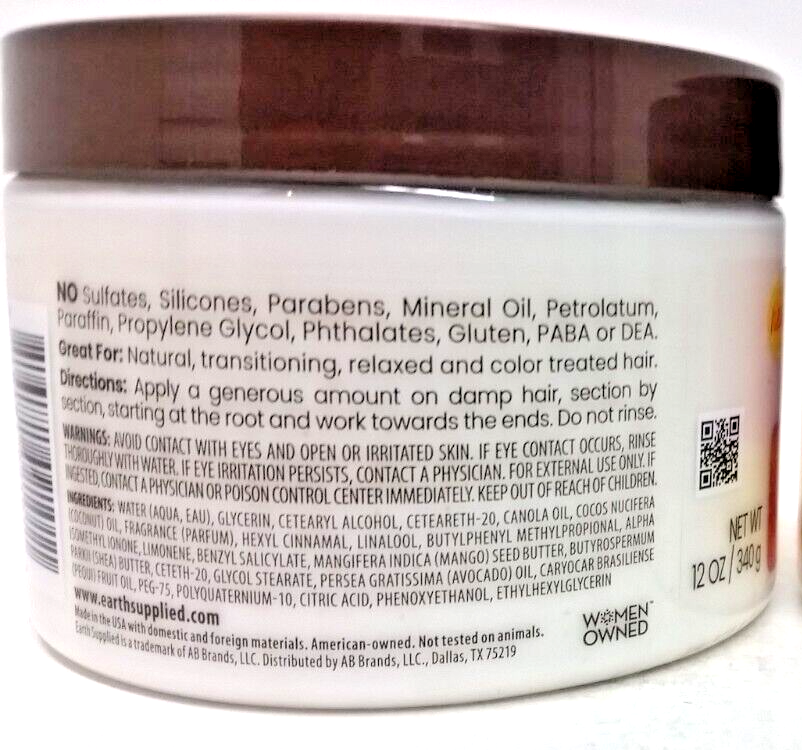 NO Sulfates, Silicones, Parabens, Mineral Oil, Petrolatum,
Paraffin, Propylene Glycol, Phthalates, Gluten, PABA or DEA.
Great For: Natural, transitioning, relaxed and color treated hair.
Directions: Apply a generous amount on damp hair, section by
section, starting at the root and work towards the ends. Do not rinse.
WARNINGS: AVOID CONTACT WITH EYES AND OPEN OR IRRITATED SKIN. IF EYE CONTACT OCCURS, RINSE
THOROUGHLY WITH WATER. IF EYE IRRITATION PERSISTS, CONTACT A PHYSICIAN. FOR EXTERNAL USE ONLY. IF
INGESTED, CONTACT A PHYSICIAN OR POISON CONTROL CENTER IMMEDIATELY. KEEP OUT OF REACH OF CHILDREN.
INGREDIENTS: WATER (AQUA, EAU), GLYCERIN, CETEARYL ALCOHOL, CETEARETH-20, CANOLA OIL, COCOS NUCIFERA
(COCONUT) OIL, FRAGRANCE (PARFUM), HEXYL CINNAMAL, LINALOOL, BUTYLPHENYL METHYLPROPIONAL, ALPHA
ISOMETHYL IONONE, LIMONENE, BENZYL SALICYLATE, MANGIFERA INDICA (MANGO) SEED BUTTER, BUTYROSPERMUM
PARKII (SHEA) BUTTER, CETETH-20, GLYCOL STEARATE, PERSEA GRATISSIMA (AVOCADO) OIL, CARYOCAR BRASILIENSE
(PEQUI) FRUIT OIL, PEG-75, POLYQUATERNIUM-10, CITRIC ACID, PHENOXYETHANOL, ETHYLHEXYLGLYCERIN
www.earthsupplied.com
Made in the USA with domestic and foreign materials. American-owned. Not tested on animals.
Earth Supplied is a trademark of AB Brands, LLC. Distributed by AB Brands, LLC., Dallas, TX 75219
WOMEN™
OWNED
NET WT
12 OZ / 340 g